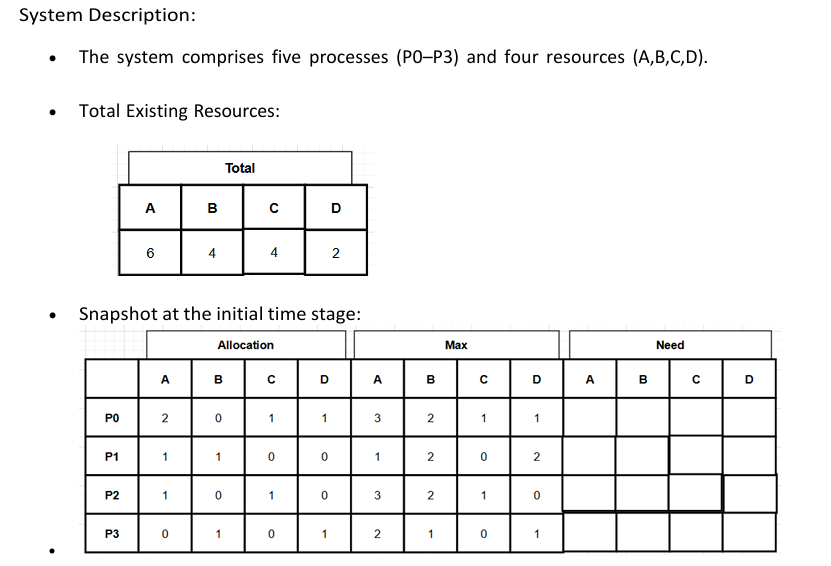 System Description:
• The system comprises five processes (P0–P3) and four resources (A,B,C,D).
• Total Existing Resources:
Total
A B C D
6 4 4 2
• Snapshot at the initial time stage:
Allocation Max Need
A B C D A B C D A B C D
P0 2 0 1 1 3 2 1 1
P1 1 1 0 0 1 2 0 2
P2 1 0 1 0 3 2 1 0
P3 0 1 0 1 2 1 0 1
•